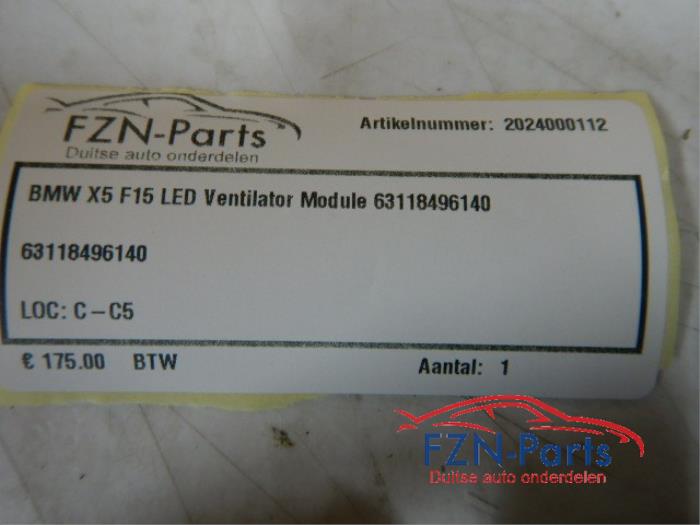 FZN-Parts
Duitse auto onderdelen
Artikelnummer: 2024000112
BMW X5 F15 LED Ventilator Module 63118496140
63118496140
LOC: C-C5
€ 175.00 BTW
Aantal: 1
FZN-Parts
Duitse auto onderdelen